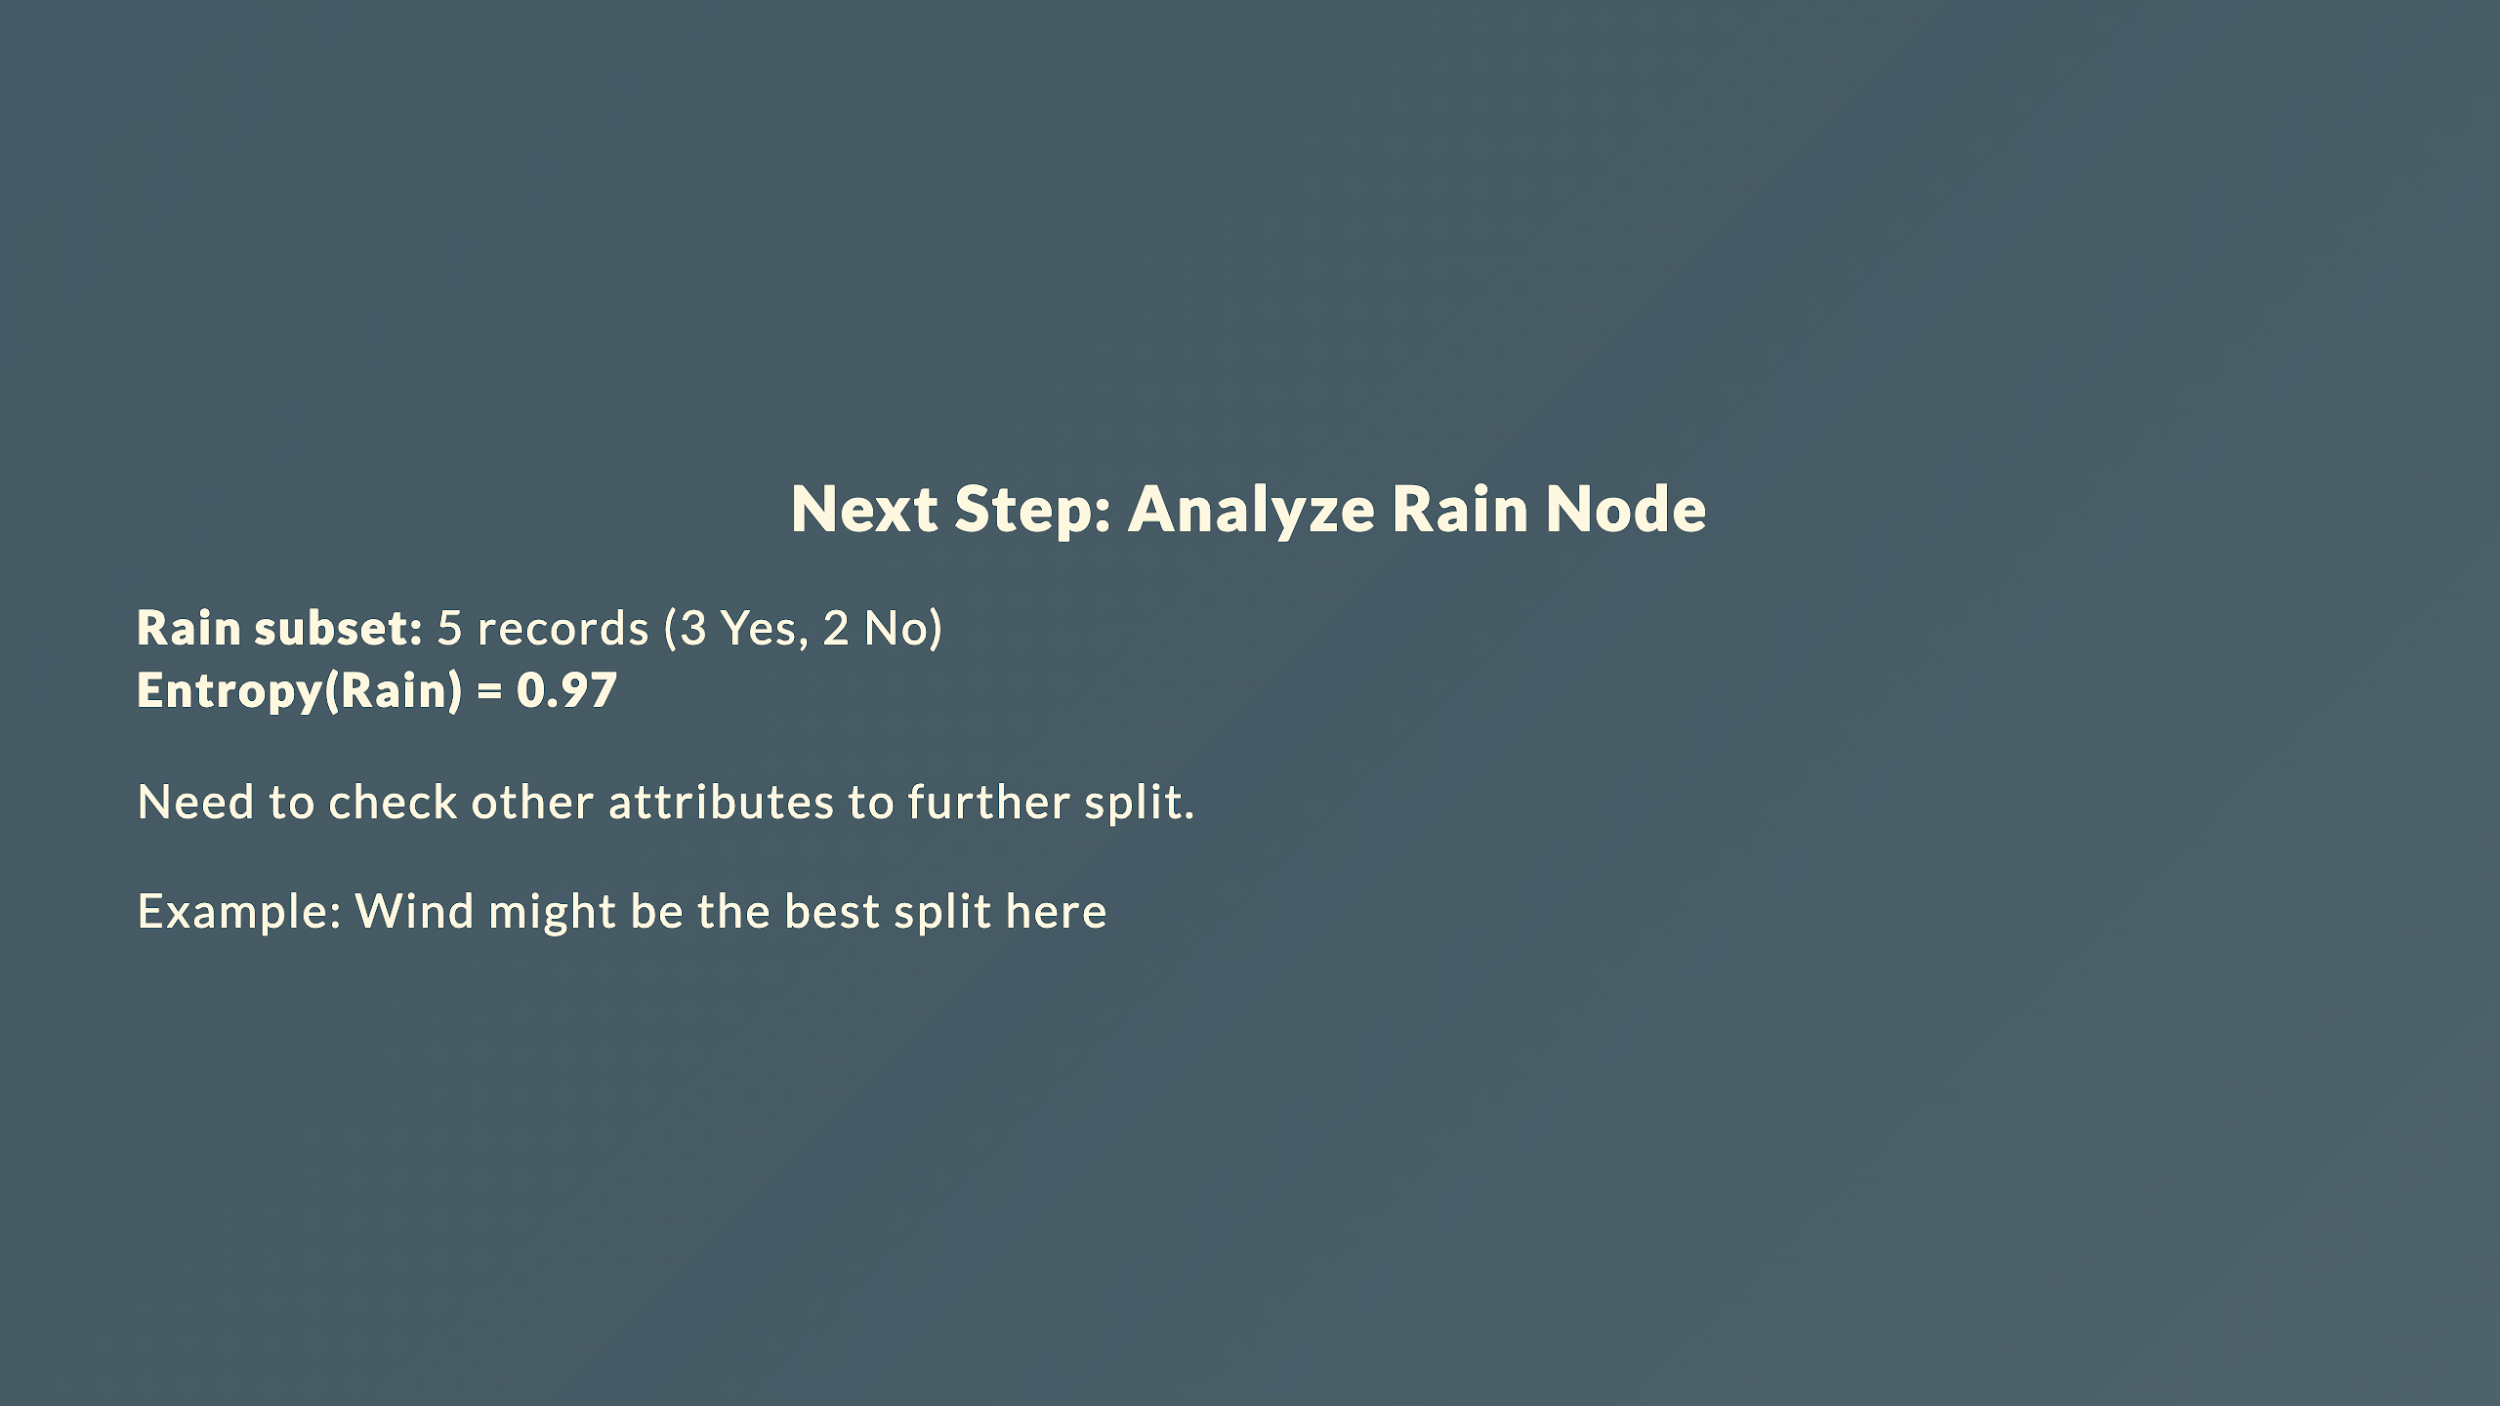 Next Step: Analyze Rain Node
Rain subset: 5 records (3 Yes, 2 No)
Entropy(Rain) = 0.97
Need to check other attributes to further split.
Example: Wind might be the best split here